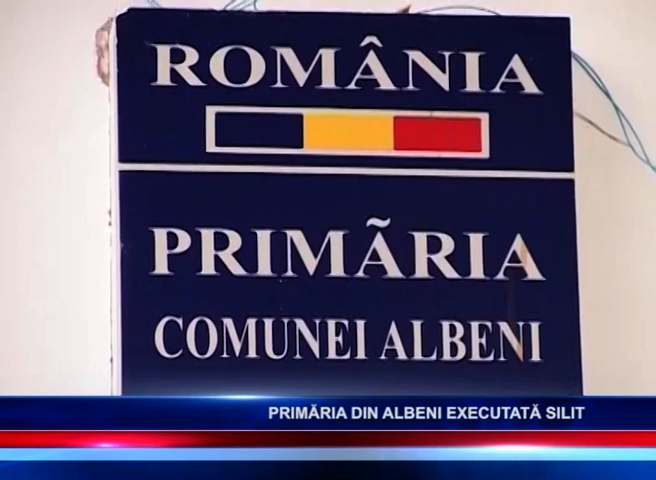 ROMÂNIA
PRIMÃRIA
COMUNEI ALBENI
PRIMĂRIA DIN ALBENI EXECUTATĂ SILIT